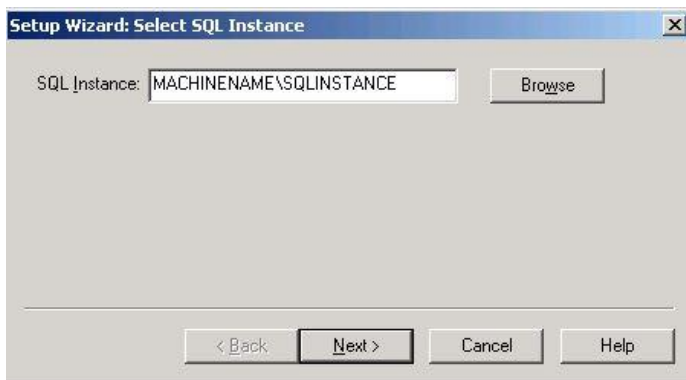 Setup Wizard: Select SQL Instance
SQL Instance: MACHINENAME\SQLINSTANCE Browse
< Back Next > Cancel Help